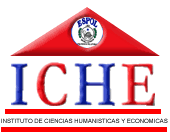 ESPOL
ICHE
INSTITUTO DE CIENCIAS HUMANISTICAS Y ECONOMICAS